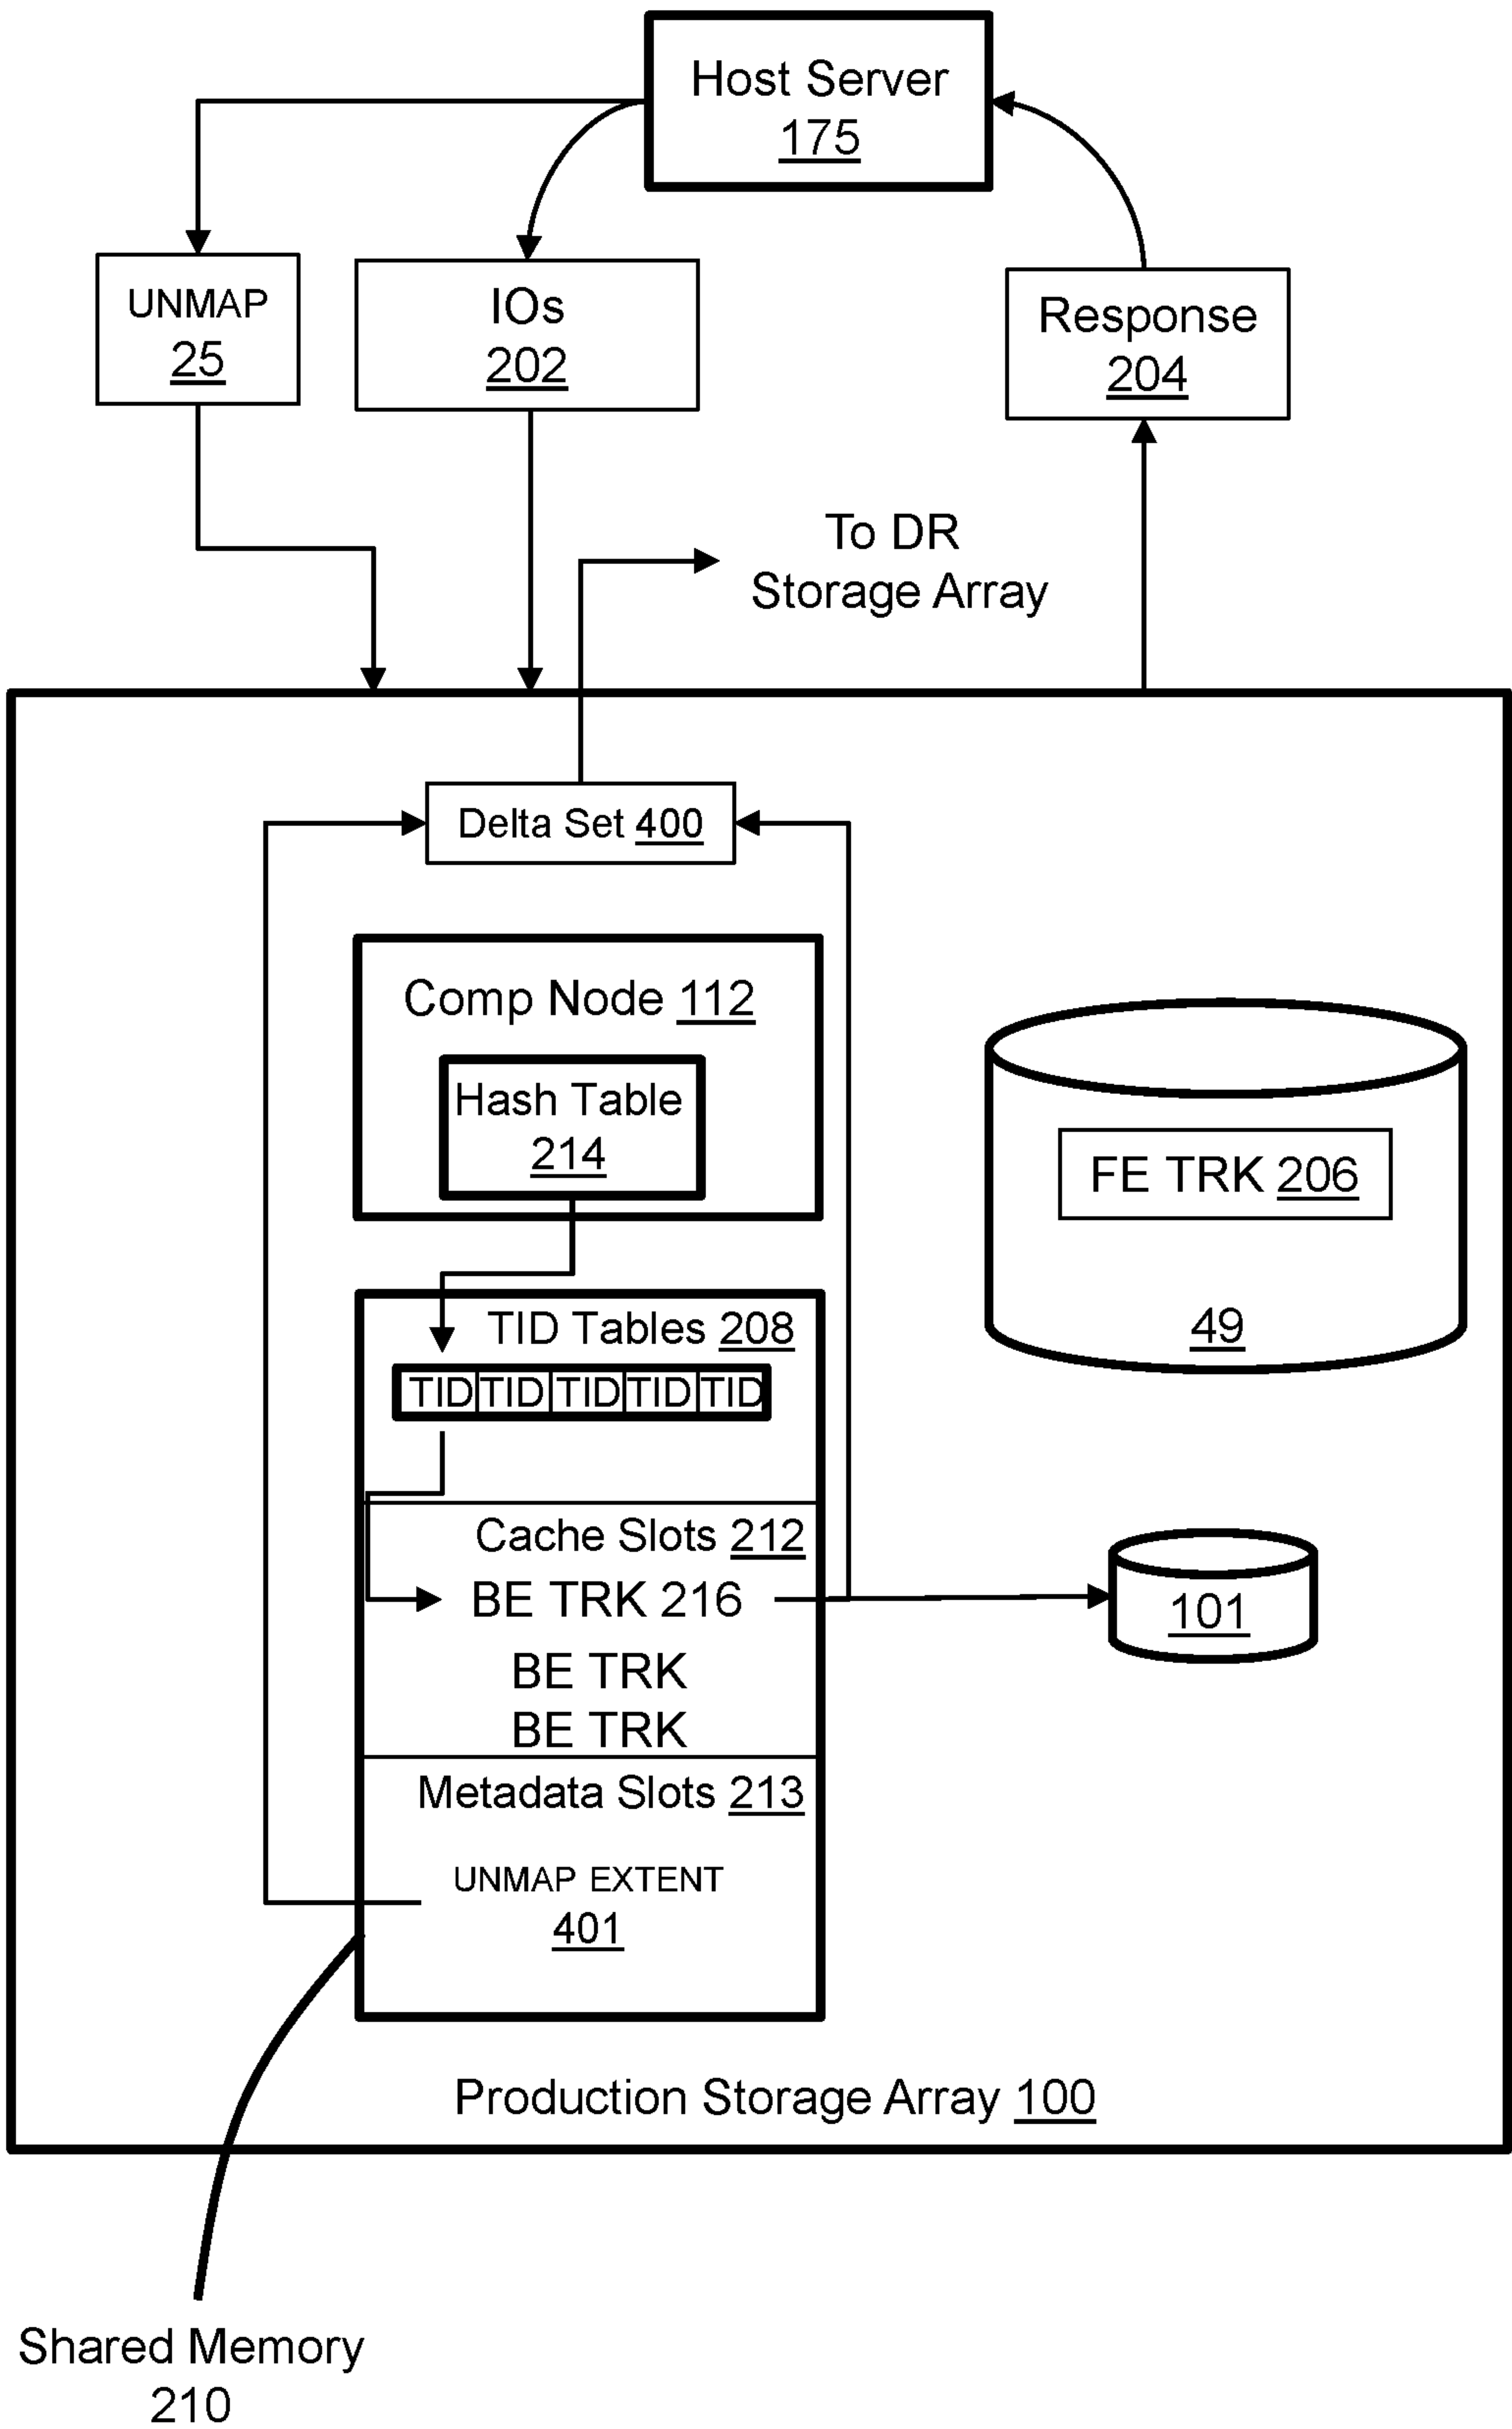 Host Server
175
UNMAP
25
IOs
202
Response
204
To DR
Storage Array
Delta Set 400
Comp Node 112
Hash Table
214
FE TRK 206
49
TID Tables 208
TID TID TID TID TID
Cache Slots 212
BE TRK 216
101
BE TRK
BE TRK
Metadata Slots 213
UNMAP EXTENT
401
Production Storage Array 100
Shared Memory
210